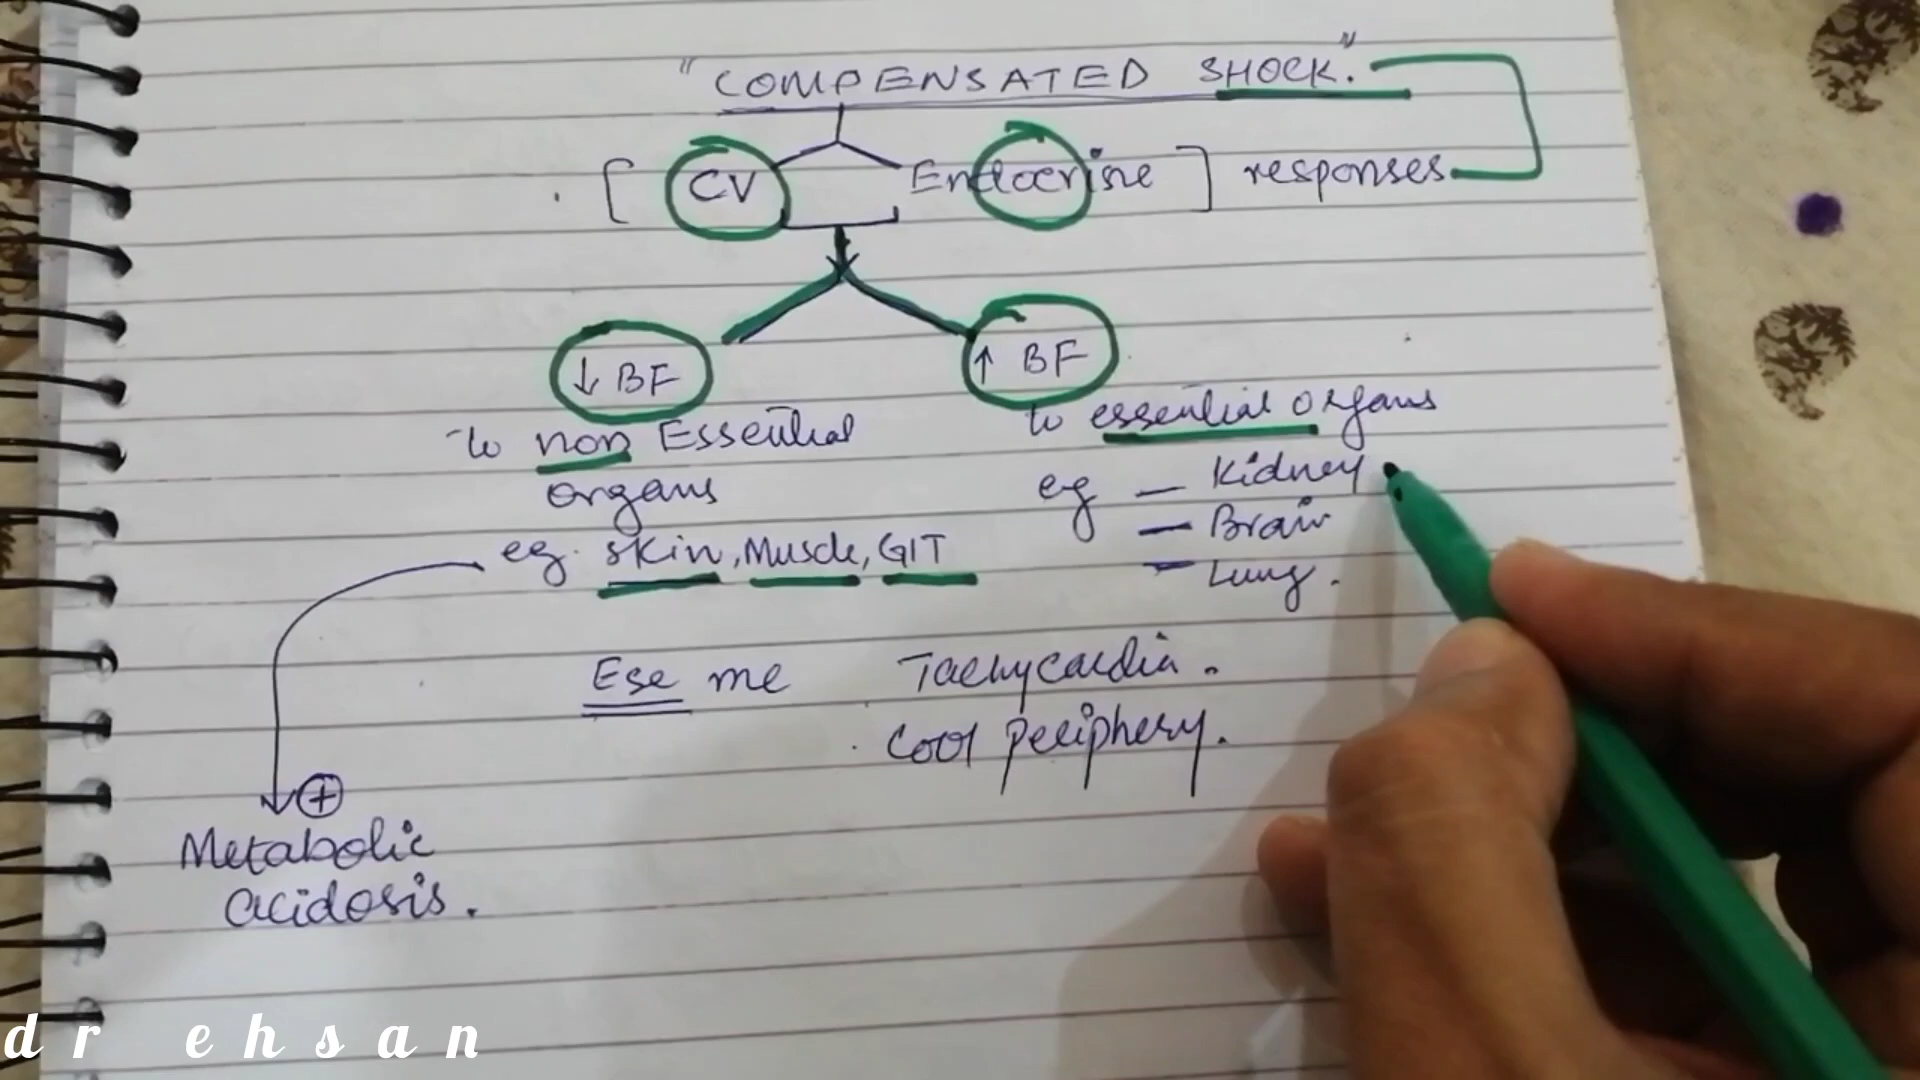 "COMPENSATED SHOCK."
[ CV Endocrine ] responses
↓ BF
↑ BF
to non Essential
organs
to essential organs
eg. skin, Muscle, GIT
eg – Kidney
– Brain
– Lung.
Ese me Tachycardia.
Cool periphery.
+
Metabolic
acidosis.
dr ehsan